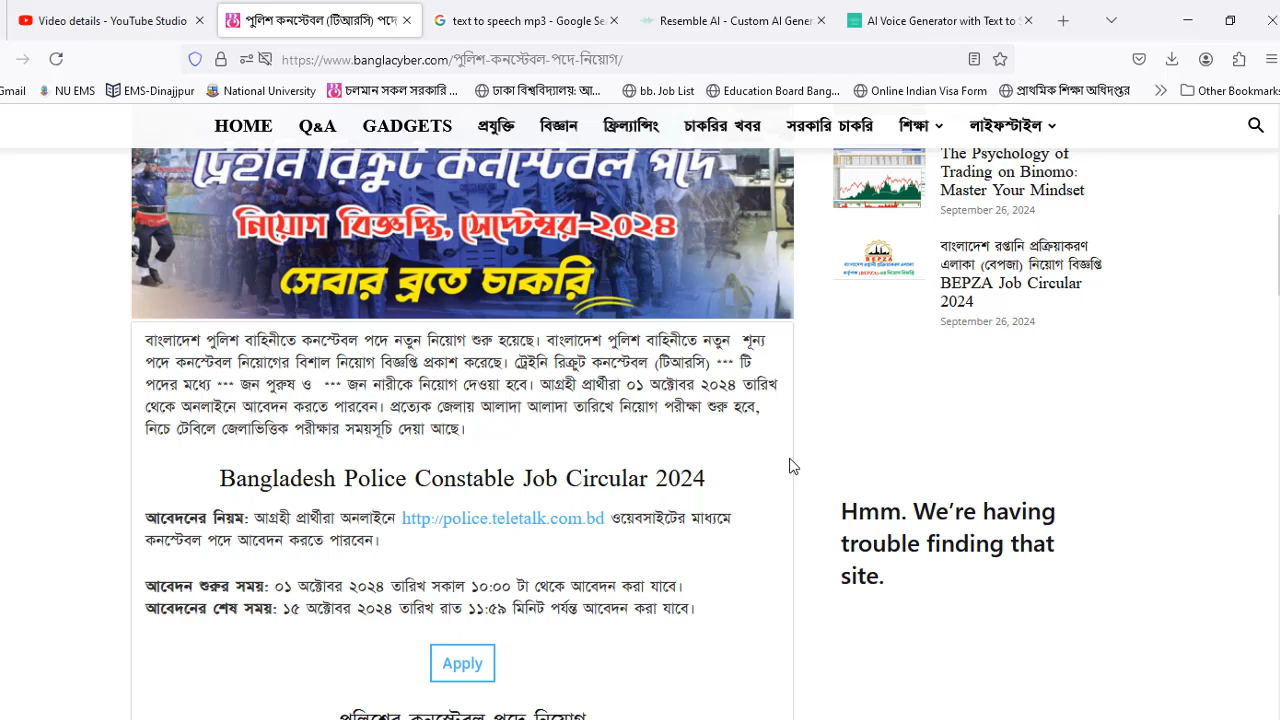 Video details - YouTube Studio
পুলিশ কনস্টেবল (টিআরসি) পদে
text to speech mp3 - Google Se
Resemble AI - Custom AI Gener
AI Voice Generator with Text to S
https://www.banglacyber.com/পুলিশ-কনস্টেবল-পদে-নিয়োগ/
Gmail
NU EMS
EMS-Dinajpur
National University
চলমান সকল সরকারি ...
ঢাকা বিশ্ববিদ্যালয়: আ...
bb. Job List
Education Board Bang...
Online Indian Visa Form
প্রাথমিক শিক্ষা অধিদপ্তর
Other Bookmarks
HOME
Q&A
GADGETS
প্রযুক্তি
বিজ্ঞান
ফ্রিল্যান্সিং
চাকরির খবর
সরকারি চাকরি
শিক্ষা
লাইফস্টাইল
ট্রেইনি রিক্রুট কনস্টেবল পদে
নিয়োগ বিজ্ঞপ্তি, সেপ্টেম্বর-২০২৪
সেবার ব্রতে চাকরি
বাংলাদেশ পুলিশ বাহিনীতে কনস্টেবল পদে নতুন নিয়োগ শুরু হয়েছে। বাংলাদেশ পুলিশ বাহিনীতে নতুন শূন্য
পদে কনস্টেবল নিয়োগের বিশাল নিয়োগ বিজ্ঞপ্তি প্রকাশ করেছে। ট্রেইনি রিক্রুট কনস্টেবল (টিআরসি) *** টি
পদের মধ্যে *** জন পুরুষ ও *** জন নারীকে নিয়োগ দেওয়া হবে। আগ্রহী প্রার্থীরা ০১ অক্টোবর ২০২৪ তারিখ
থেকে অনলাইনে আবেদন করতে পারবেন। প্রত্যেক জেলায় আলাদা আলাদা তারিখে নিয়োগ পরীক্ষা শুরু হবে,
নিচে টেবিলে জেলাভিত্তিক পরীক্ষার সময়সূচি দেয়া আছে।
Bangladesh Police Constable Job Circular 2024
আবেদনের নিয়ম: আগ্রহী প্রার্থীরা অনলাইনে http://police.teletalk.com.bd ওয়েবসাইটের মাধ্যমে
কনস্টেবল পদে আবেদন করতে পারবেন।
আবেদন শুরুর সময়: ০১ অক্টোবর ২০২৪ তারিখ সকাল ১০:০০ টা থেকে আবেদন করা যাবে।
আবেদনের শেষ সময়: ১৫ অক্টোবর ২০২৪ তারিখ রাত ১১:৫৯ মিনিট পর্যন্ত আবেদন করা যাবে।
Apply
পুলিশের কনস্টেবল পদে নিয়োগ
The Psychology of
Trading on Binomo:
Master Your Mindset
September 26, 2024
বাংলাদেশ রপ্তানি প্রক্রিয়াকরণ
এলাকা (বেপজা) নিয়োগ বিজ্ঞপ্তি
BEPZA Job Circular
2024
September 26, 2024
Hmm. We're having
trouble finding that
site.